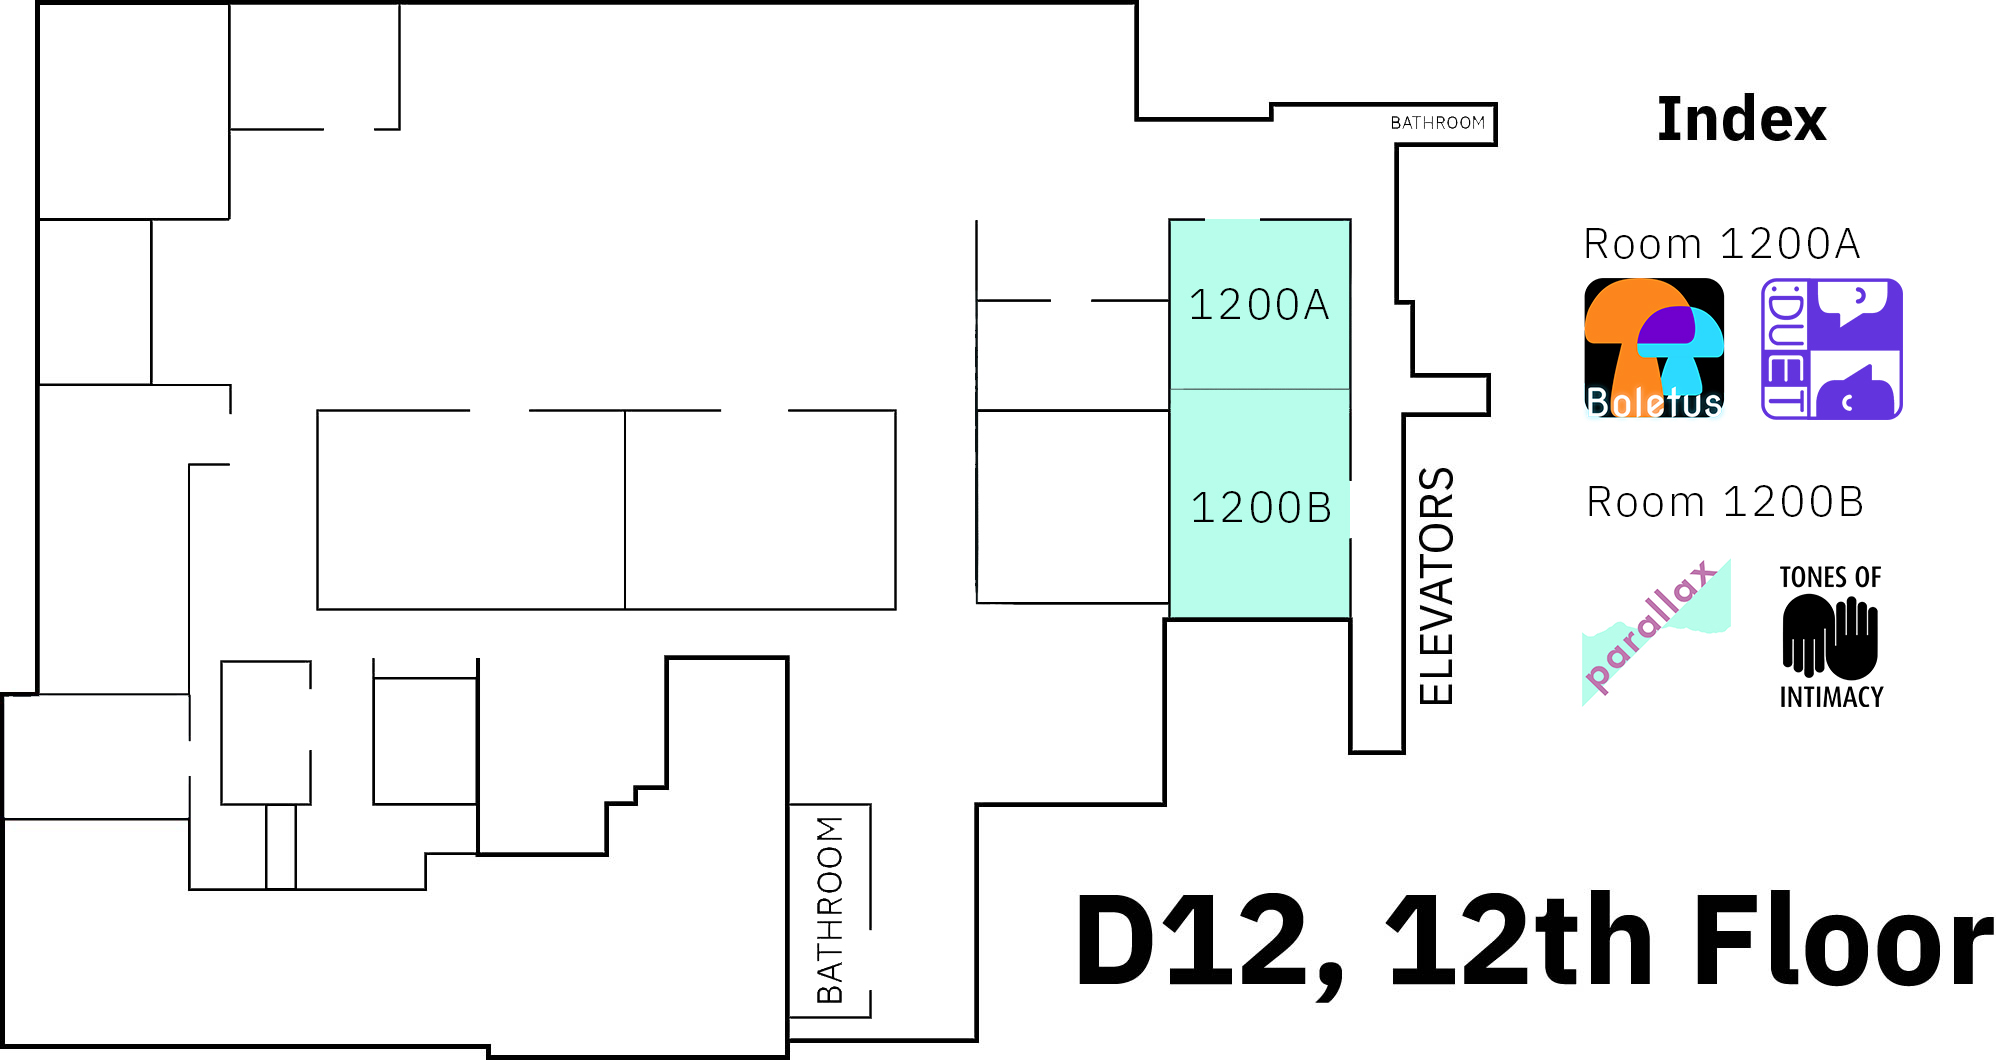 BATHROOM
Index
Room 1200A
Boletus
DUET
1200A
Room 1200B
1200B
ELEVATORS
parallax
TONES OF
INTIMACY
BATHROOM
D12, 12th Floor